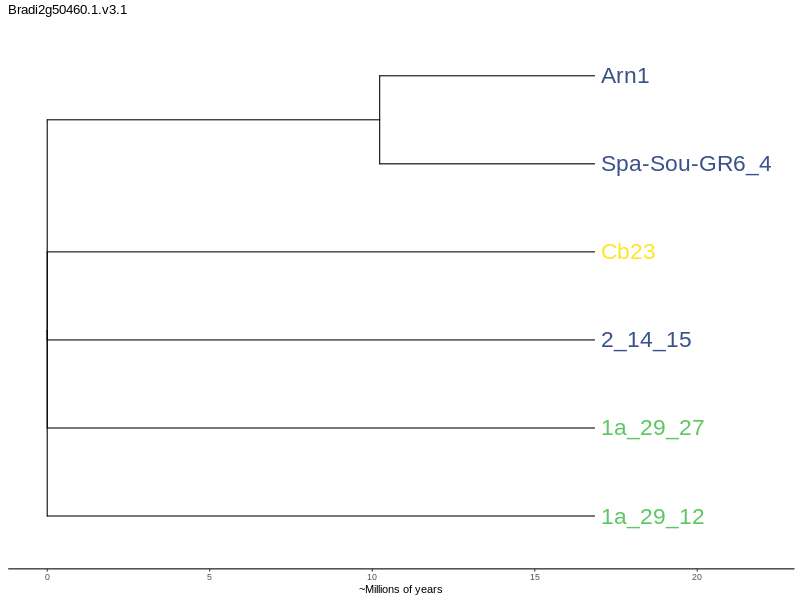 Bradi2g50460.1.v3.1
Arn1
Spa-Sou-GR6_4
Cb23
2_14_15
1a_29_27
1a_29_12
0 5 10 15 20
~Millions of years